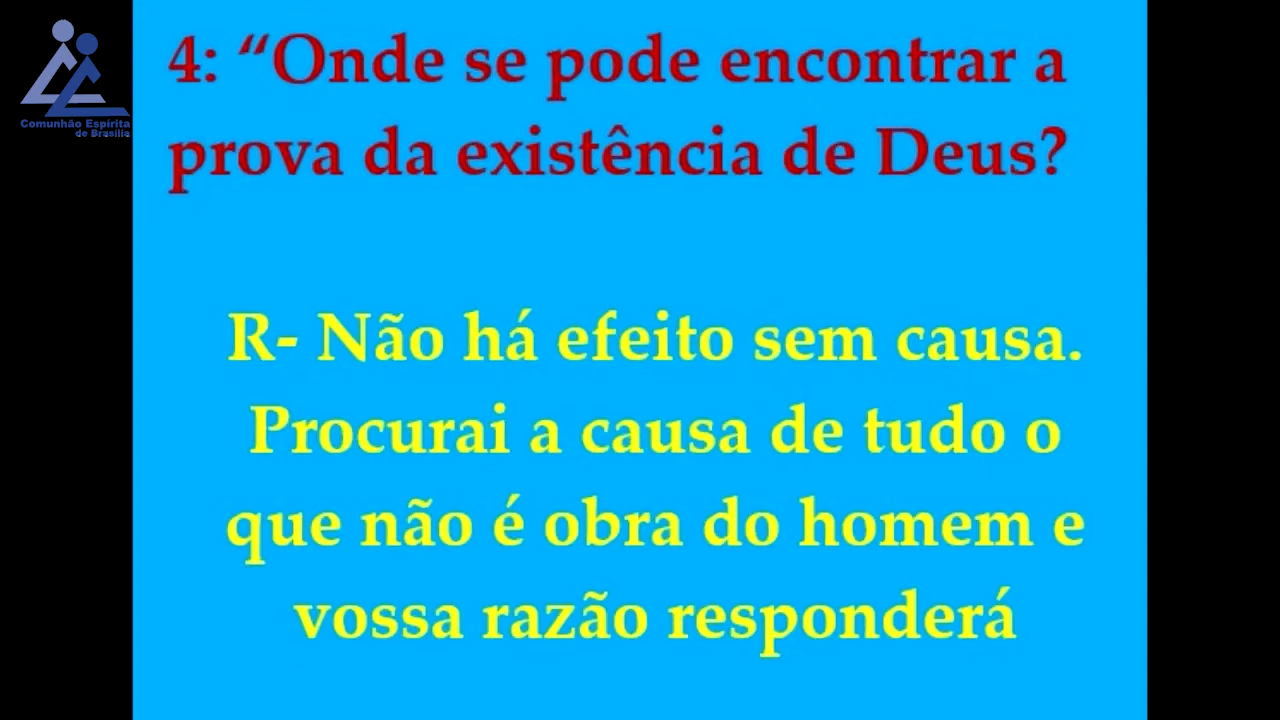 Comunhão Espírita
de Brasília
4: “Onde se pode encontrar a
prova da existência de Deus?
R- Não há efeito sem causa.
Procurai a causa de tudo o
que não é obra do homem e
vossa razão responderá